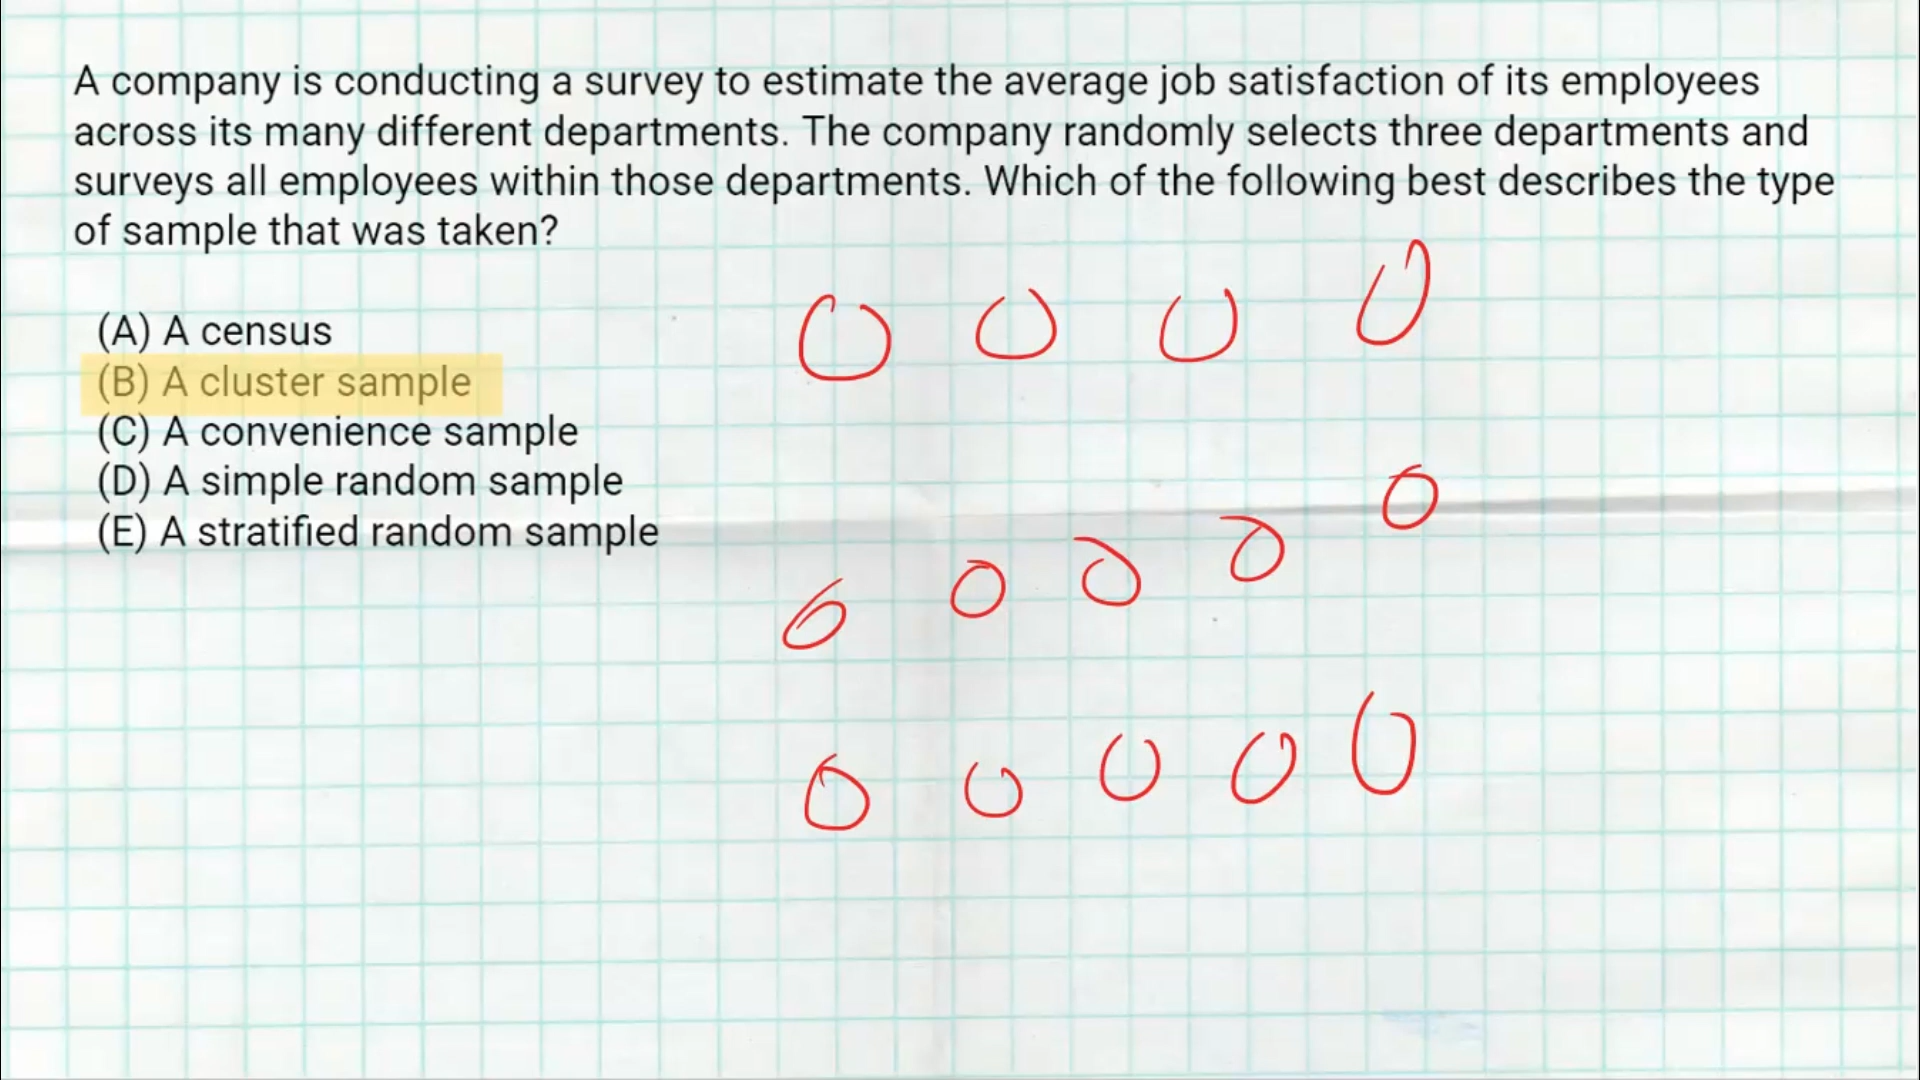 A company is conducting a survey to estimate the average job satisfaction of its employees
across its many different departments. The company randomly selects three departments and
surveys all employees within those departments. Which of the following best describes the type
of sample that was taken?
(A) A census
(B) A cluster sample
(C) A convenience sample
(D) A simple random sample
(E) A stratified random sample